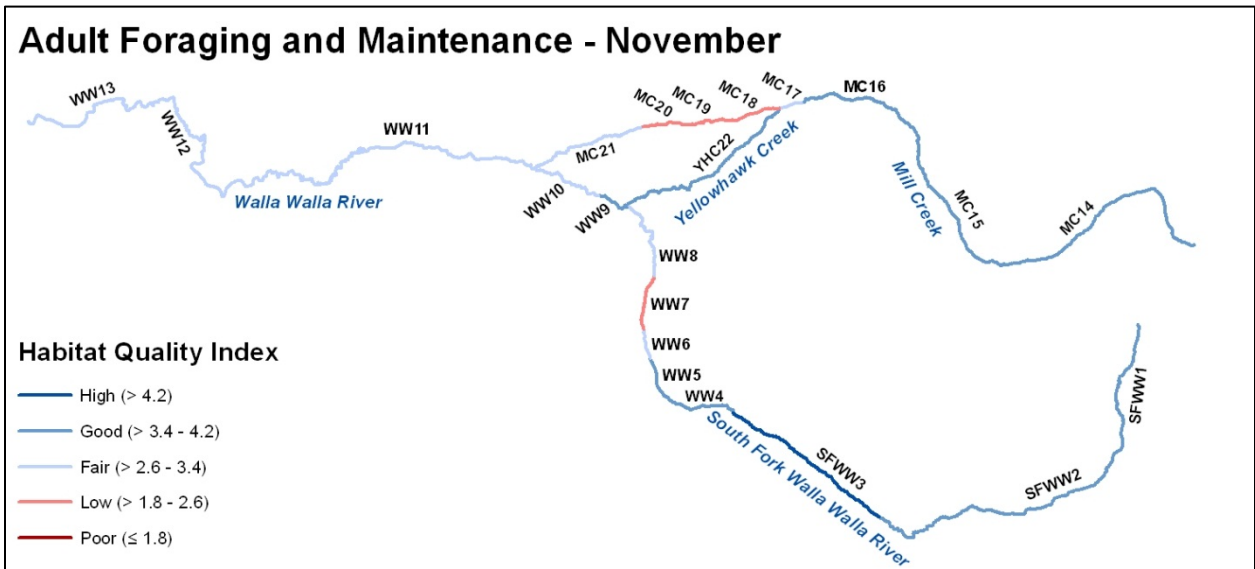 Adult Foraging and Maintenance - November
WW13
WW12
WW11
Walla Walla River
MC20
MC19
MC18
MC17
MC16
MC21
YHC22
Yellowhawk Creek
WW10
WW9
Mill Creek
MC15
MC14
WW8
WW7
WW6
WW5
WW4
SFWW3
South Fork Walla Walla River
SFWW2
SFWW1
Habitat Quality Index
High (> 4.2)
Good (> 3.4 - 4.2)
Fair (> 2.6 - 3.4)
Low (> 1.8 - 2.6)
Poor (≤ 1.8)